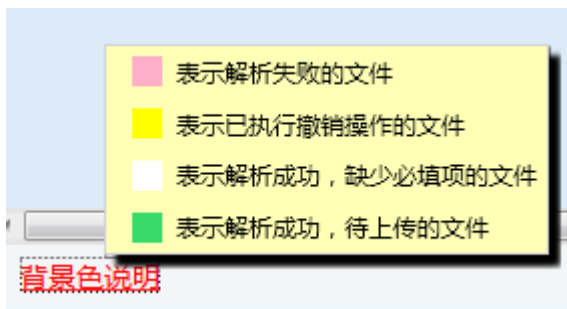 表示解析失败的文件
表示已执行撤销操作的文件
表示解析成功，缺少必填项的文件
表示解析成功，待上传的文件
背景色说明